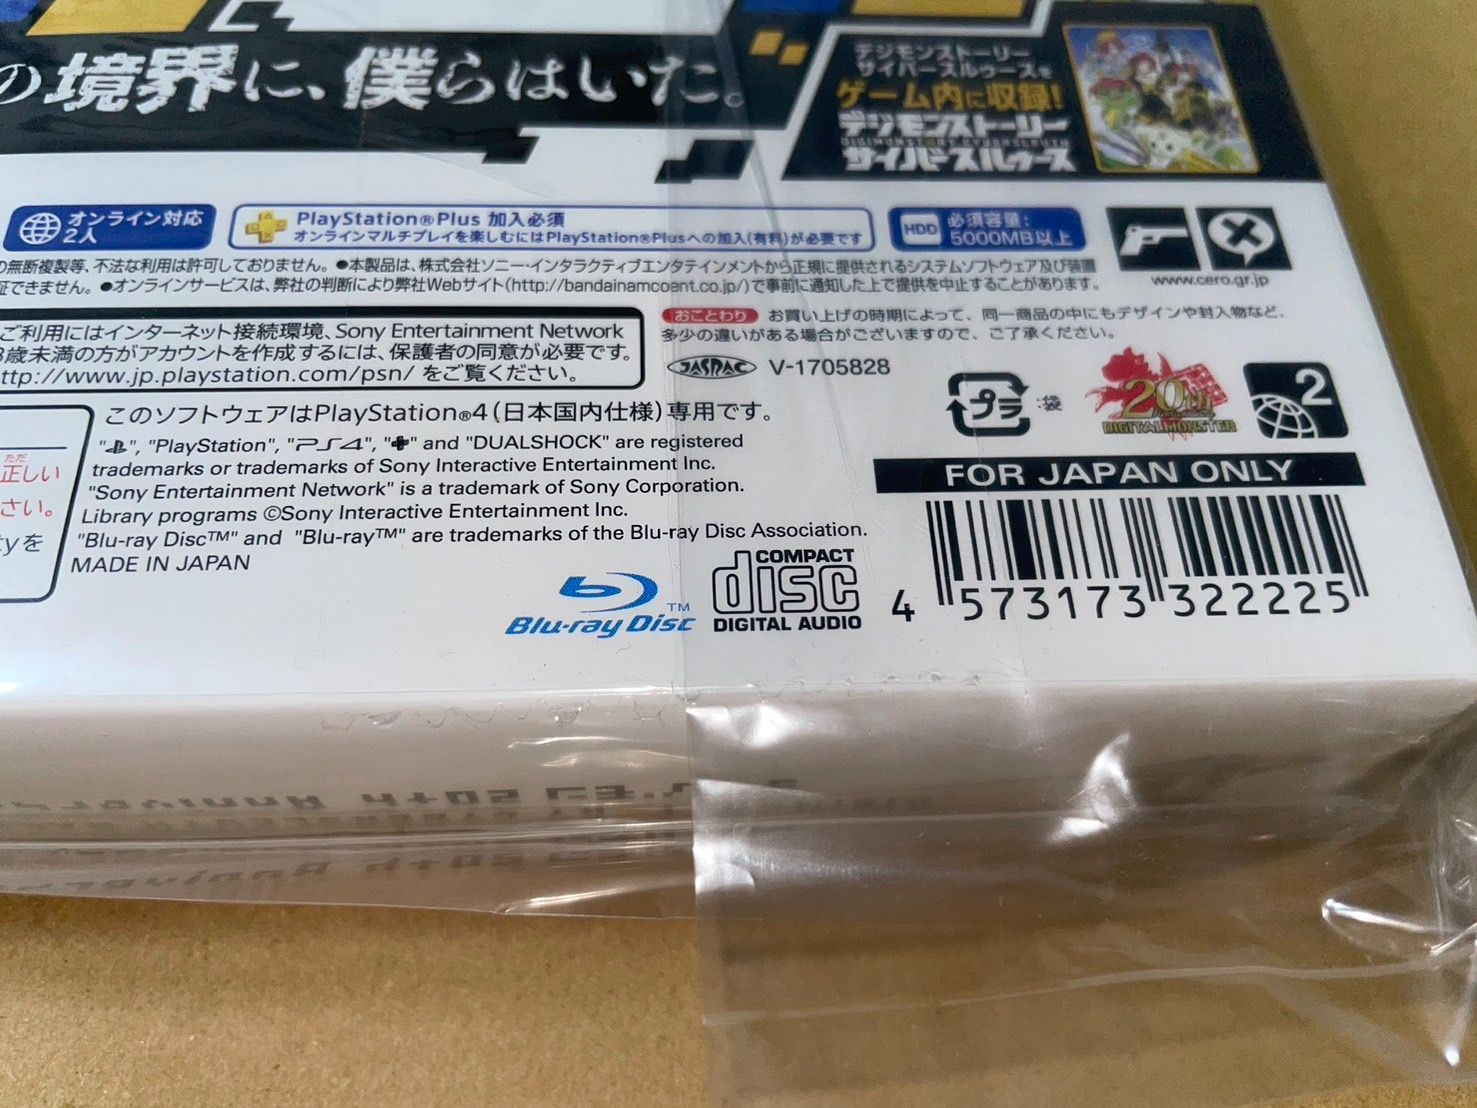 の境界に、僕らはいた。
デジモンストーリー
サイバースルゥースを
ゲーム内に収録!
デジモンストーリー
DIGIMONSTORY CYBERSLEUTH
サイバースルゥース
オンライン対応
2人
PlayStation®Plus 加入必須
オンラインマルチプレイを楽しむにはPlayStation®Plusへの加入(有料)が必要です
HDD
必須容量:
5000MB以上
www.cero.gr.jp
の無断複製等、不法な利用は許可しておりません。●本製品は、株式会社ソニー・インタラクティブエンタテインメントから正規に提供されるシステムソフトウェア及び装置
証できません。●オンラインサービスは、弊社の判断により弊社Webサイト(http://bandainamcoent.co.jp/)で事前に通知した上で提供を中止することがあります。
おことわり お買い上げの時期によって、同一商品の中にもデザインや封入物など、
多少の違いがある場合がございますので、ご了承ください。
ご利用にはインターネット接続環境、Sony Entertainment Network
歳未満の方がアカウントを作成するには、保護者の同意が必要です。
ttp://www.jp.playstation.com/psn/ をご覧ください。
JASRAC V-1705828
プラ :袋
20th
Anniversary
DIGITALMONSTER
2
このソフトウェアはPlayStation®4(日本国内仕様)専用です。
"", "PlayStation", "PS4", "" and "DUALSHOCK" are registered
trademarks or trademarks of Sony Interactive Entertainment Inc.
"Sony Entertainment Network" is a trademark of Sony Corporation.
Library programs ©Sony Interactive Entertainment Inc.
"Blu-ray Disc™" and "Blu-ray™" are trademarks of the Blu-ray Disc Association.
MADE IN JAPAN
ただ
正しい
さい。
tyを
FOR JAPAN ONLY
Blu-ray Disc™
COMPACT
disc
DIGITAL AUDIO
4 573173 322225